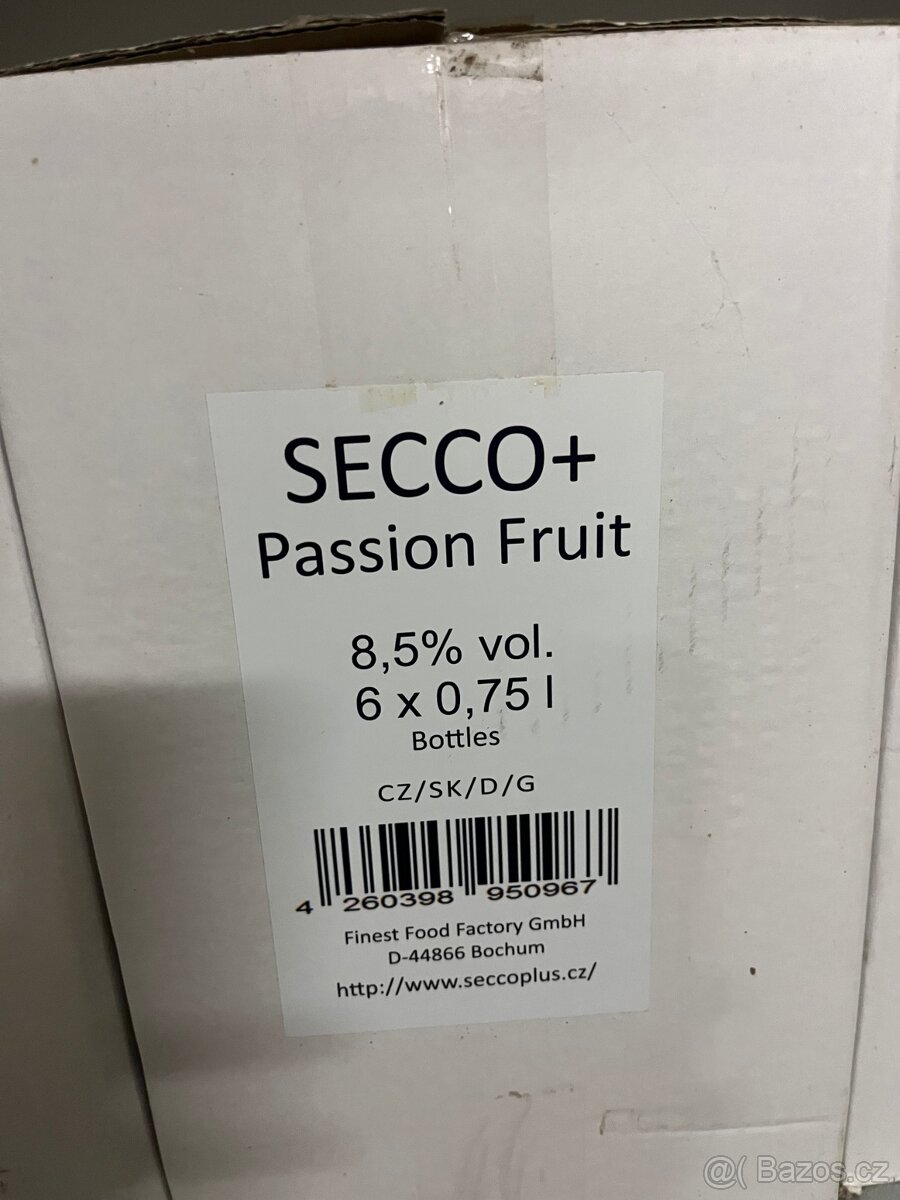 SECCO+
Passion Fruit
8,5% vol.
6 x 0,75 l
Bottles
CZ/SK/D/G
4 260398 950967
Finest Food Factory GmbH
D-44866 Bochum
http://www.seccoplus.cz/
@( Bazos.cz